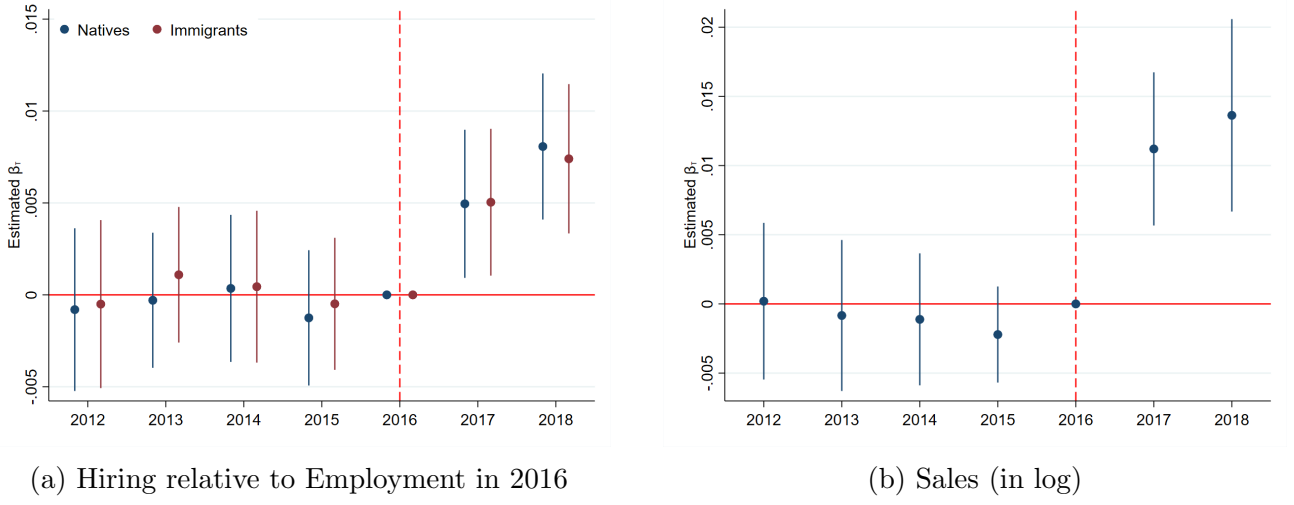 Natives Immigrants
Estimated βτ
.015
.01
.005
0
-.005
2012 2013 2014 2015 2016 2017 2018
(a) Hiring relative to Employment in 2016
Estimated βτ
.02
.015
.01
.005
0
-.005
2012 2013 2014 2015 2016 2017 2018
(b) Sales (in log)